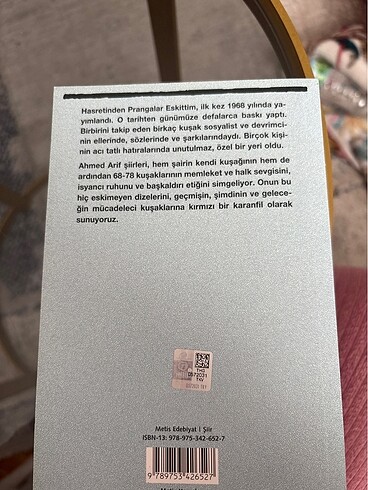 Hasretinden Prangalar Eskittim, ilk kez 1968 yılında ya-
yımlandı. O tarihten günümüze defalarca baskı yaptı.
Birbirini takip eden birkaç kuşak sosyalist ve devrimci-
nin ellerinde, sözlerinde ve şarkılarındaydı. Birçok kişi-
nin acı tatlı hatıralarında unutulmaz, özel bir yeri oldu.
Ahmed Arif şiirleri, hem şairin kendi kuşağının hem de
ardından 68-78 kuşaklarının memleket ve halk sevgisini,
isyancı ruhunu ve başkaldırı etiğini simgeliyor. Onun bu
hiç eskimeyen dizelerini, geçmişin, şimdinin ve gelece-
ğin mücadeleci kuşaklarına kırmızı bir karanfil olarak
sunuyoruz.
Metis Edebiyat | Şiir
ISBN-13: 978-975-342-652-7
9 789753 426527